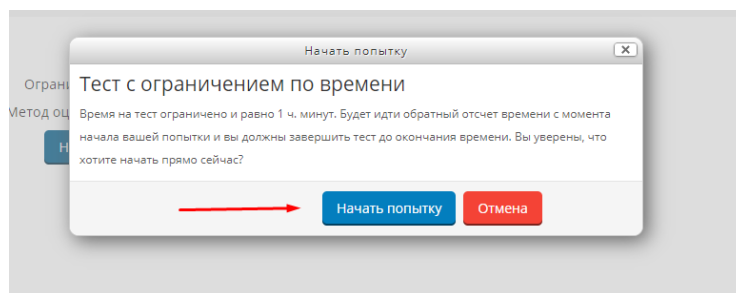 Начать попытку
Тест с ограничением по времени
Время на тест ограничено и равно 1 ч. минут. Будет идти обратный отсчет времени с момента
начала вашей попытки и вы должны завершить тест до окончания времени. Вы уверены, что
хотите начать прямо сейчас?
Начать попытку
Отмена